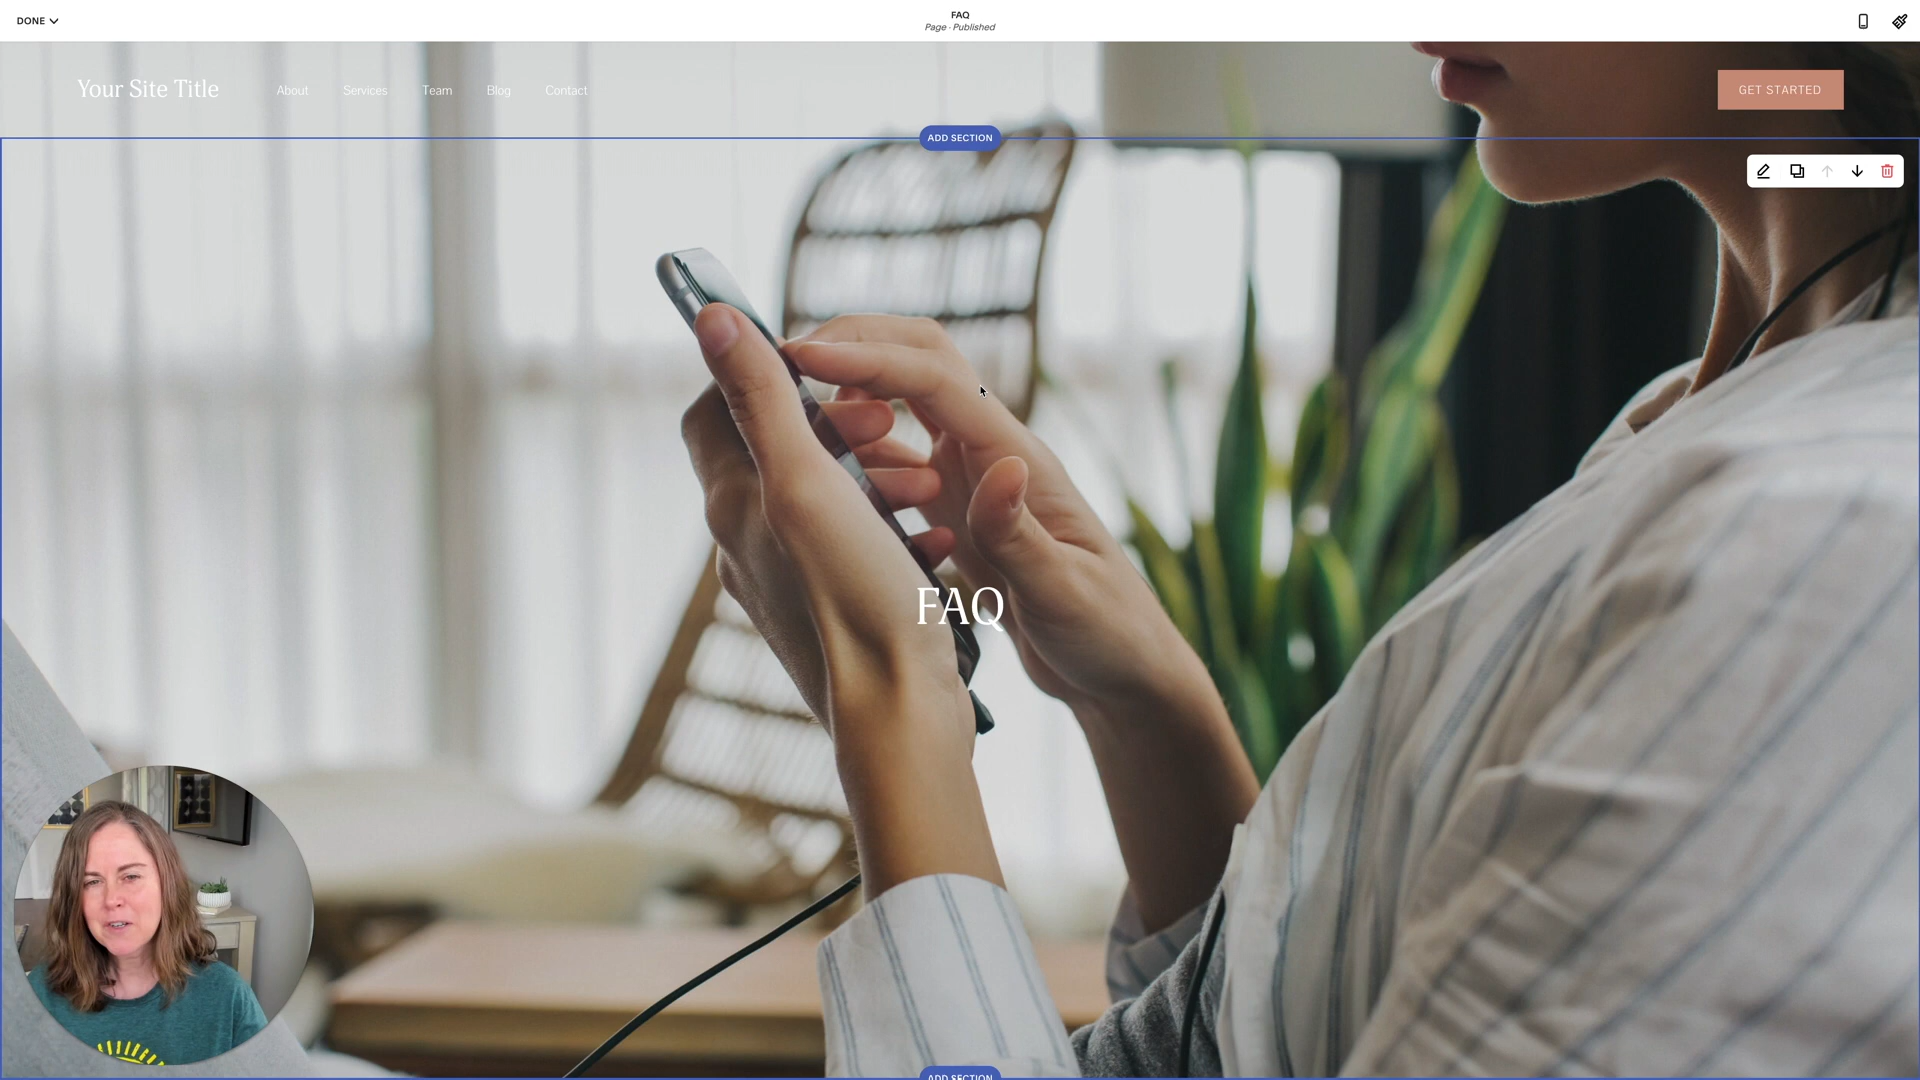 DONE
FAQ
Page · Published
Your Site Title
About
Services
Team
Blog
Contact
GET STARTED
ADD SECTION
FAQ
ADD SECTION